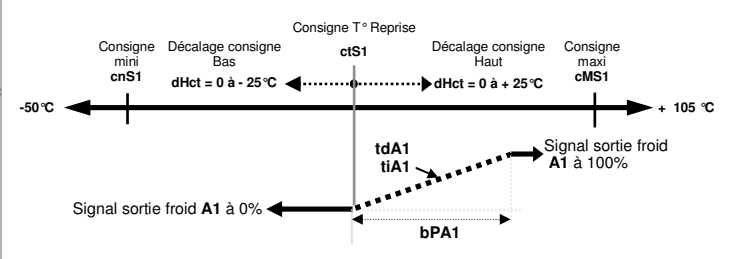 Consigne T° Reprise
ctS1
Consigne
mini
cnS1
Décalage consigne
Bas
dHct = 0 à - 25°C
Décalage consigne
Haut
dHct = 0 à + 25°C
Consigne
maxi
cMS1
-50°C
+ 105 °C
tdA1
tiA1
Signal sortie froid
A1 à 100%
Signal sortie froid A1 à 0%
bPA1